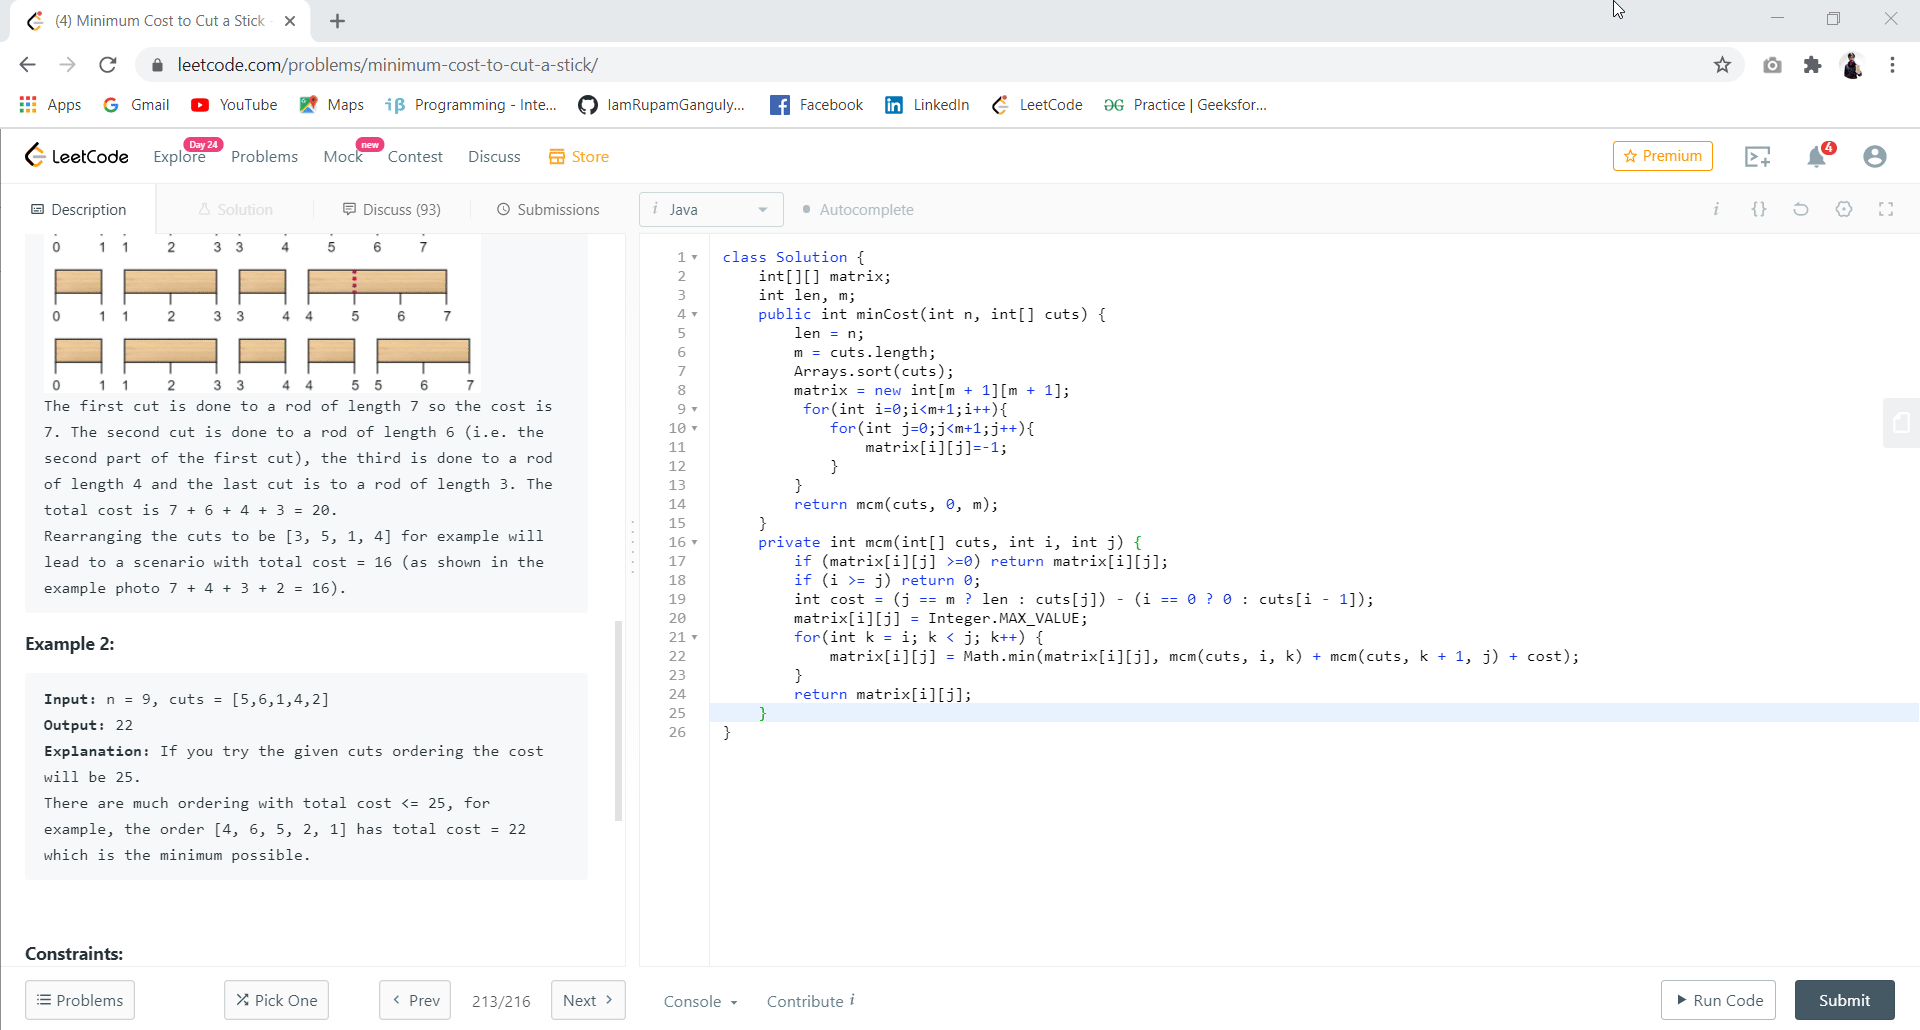 (4) Minimum Cost to Cut a Stick
leetcode.com/problems/minimum-cost-to-cut-a-stick/
Apps Gmail YouTube Maps Programming - Inte... IamRupamGanguly... Facebook LinkedIn LeetCode Practice | Geeksfor...
LeetCode Explore Day 24 Problems Mock new Contest Discuss Store Premium 4
Description Solution Discuss (93) Submissions
i Java Autocomplete
0 1 1 2 3 3 4 5 6 7
0 1 1 2 3 3 4 4 5 6 7
0 1 1 2 3 3 4 4 5 5 6 7
The first cut is done to a rod of length 7 so the cost is
7. The second cut is done to a rod of length 6 (i.e. the
second part of the first cut), the third is done to a rod
of length 4 and the last cut is to a rod of length 3. The
total cost is 7 + 6 + 4 + 3 = 20.
Rearranging the cuts to be [3, 5, 1, 4] for example will
lead to a scenario with total cost = 16 (as shown in the
example photo 7 + 4 + 3 + 2 = 16).
Example 2:
Input: n = 9, cuts = [5,6,1,4,2]
Output: 22
Explanation: If you try the given cuts ordering the cost
will be 25.
There are much ordering with total cost <= 25, for
example, the order [4, 6, 5, 2, 1] has total cost = 22
which is the minimum possible.
Constraints:
1 class Solution {
2 int[][] matrix;
3 int len, m;
4 public int minCost(int n, int[] cuts) {
5 len = n;
6 m = cuts.length;
7 Arrays.sort(cuts);
8 matrix = new int[m + 1][m + 1];
9 for(int i=0;i<m+1;i++){
10 for(int j=0;j<m+1;j++){
11 matrix[i][j]=-1;
12 }
13 }
14 return mcm(cuts, 0, m);
15 }
16 private int mcm(int[] cuts, int i, int j) {
17 if (matrix[i][j] >=0) return matrix[i][j];
18 if (i >= j) return 0;
19 int cost = (j == m ? len : cuts[j]) - (i == 0 ? 0 : cuts[i - 1]);
20 matrix[i][j] = Integer.MAX_VALUE;
21 for(int k = i; k < j; k++) {
22 matrix[i][j] = Math.min(matrix[i][j], mcm(cuts, i, k) + mcm(cuts, k + 1, j) + cost);
23 }
24 return matrix[i][j];
25 }
26 }
Problems Pick One < Prev 213/216 Next > Console Contribute i Run Code Submit